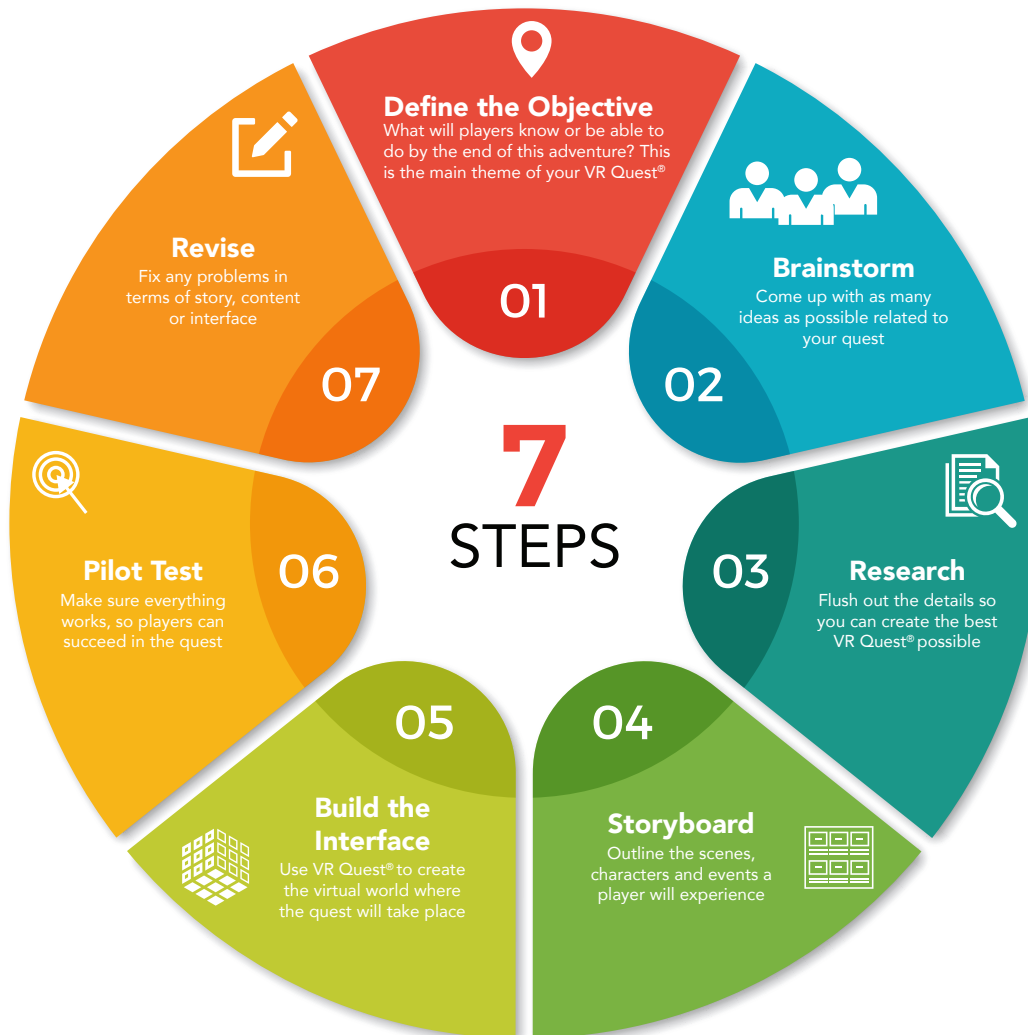 Define the Objective
What will players know or be able to
do by the end of this adventure? This
is the main theme of your VR Quest®
01
Brainstorm
Come up with as many
ideas as possible related to
your quest
02
Research
Flush out the details so
you can create the best
VR Quest® possible
03
Storyboard
Outline the scenes,
characters and events a
player will experience
04
Build the
Interface
Use VR Quest® to create
the virtual world where
the quest will take place
05
Pilot Test
Make sure everything
works, so players can
succeed in the quest
06
Revise
Fix any problems in
terms of story, content
or interface
07
7
STEPS